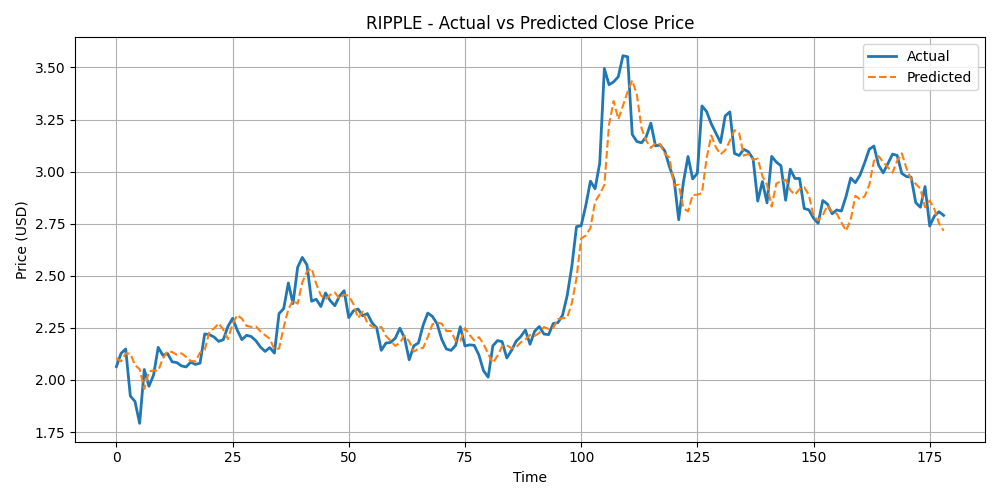 RIPPLE - Actual vs Predicted Close Price
Actual
Predicted
Price (USD)
3.50
3.25
3.00
2.75
2.50
2.25
2.00
1.75
0 25 50 75 100 125 150 175
Time